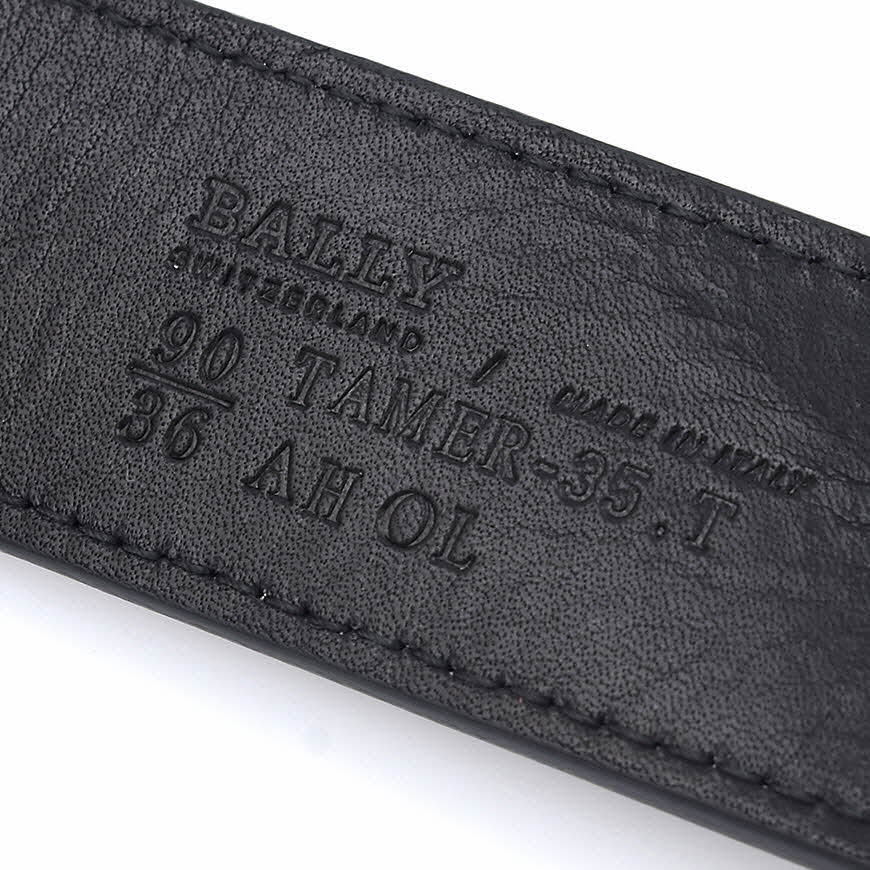 BALLY
SWITZERLAND / MADE IN ITALY
90 TAMER-35.T
36 AH OL